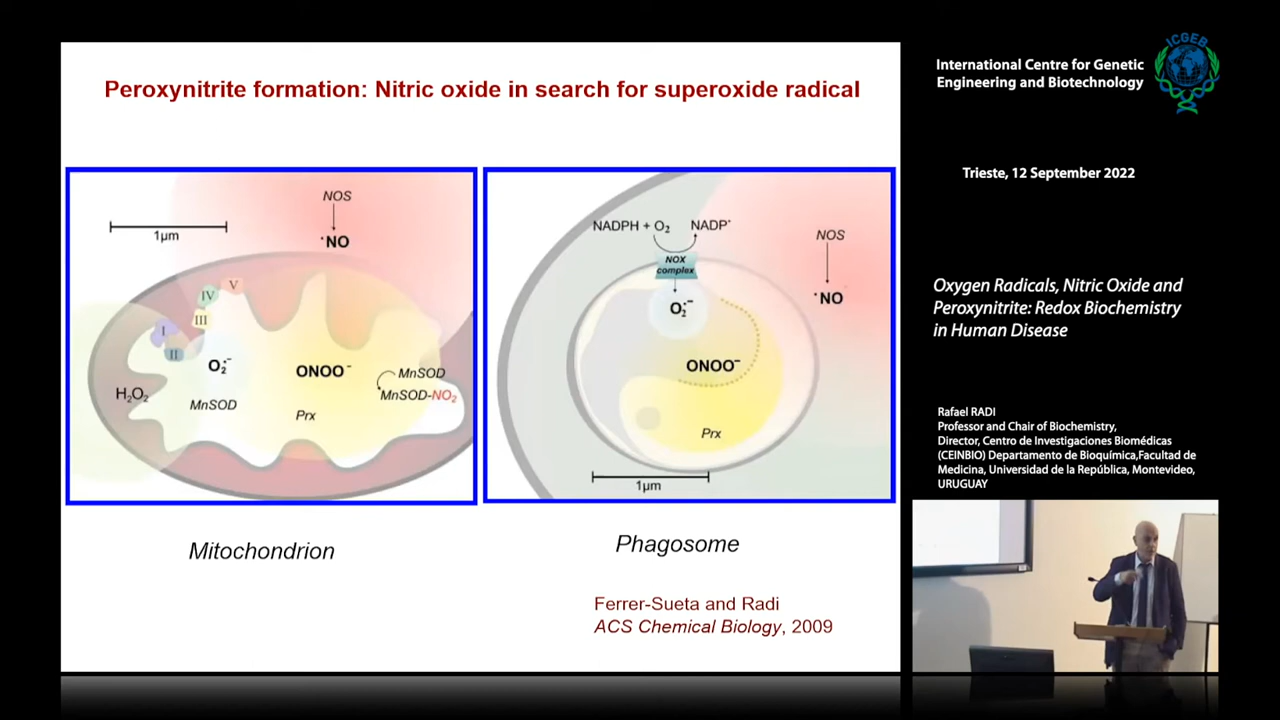 Peroxynitrite formation: Nitric oxide in search for superoxide radical
1µm
NOS
•NO
V
IV
III
I
II
O2•–
ONOO–
MnSOD
MnSOD-NO2
H2O2
MnSOD
Prx
Mitochondrion
NADPH + O2
NADP+
NOX
complex
NOS
•NO
O2•–
ONOO–
Prx
1µm
Phagosome
Ferrer-Sueta and Radi
ACS Chemical Biology, 2009
International Centre for Genetic
Engineering and Biotechnology
ICGEB
Trieste, 12 September 2022
Oxygen Radicals, Nitric Oxide and
Peroxynitrite: Redox Biochemistry
in Human Disease
Rafael RADI
Professor and Chair of Biochemistry,
Director, Centro de Investigaciones Biomédicas
(CEINBIO) Departamento de Bioquímica,Facultad de
Medicina, Universidad de la República, Montevideo,
URUGUAY